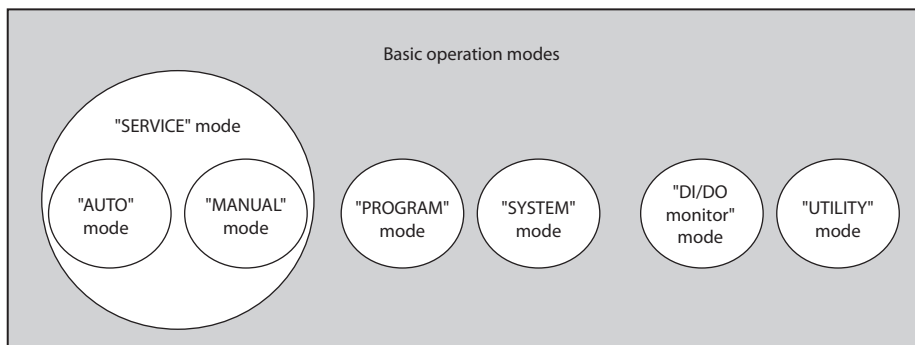 Basic operation modes
"SERVICE" mode
"AUTO"
mode
"MANUAL"
mode
"PROGRAM"
mode
"SYSTEM"
mode
"DI/DO
monitor"
mode
"UTILITY"
mode